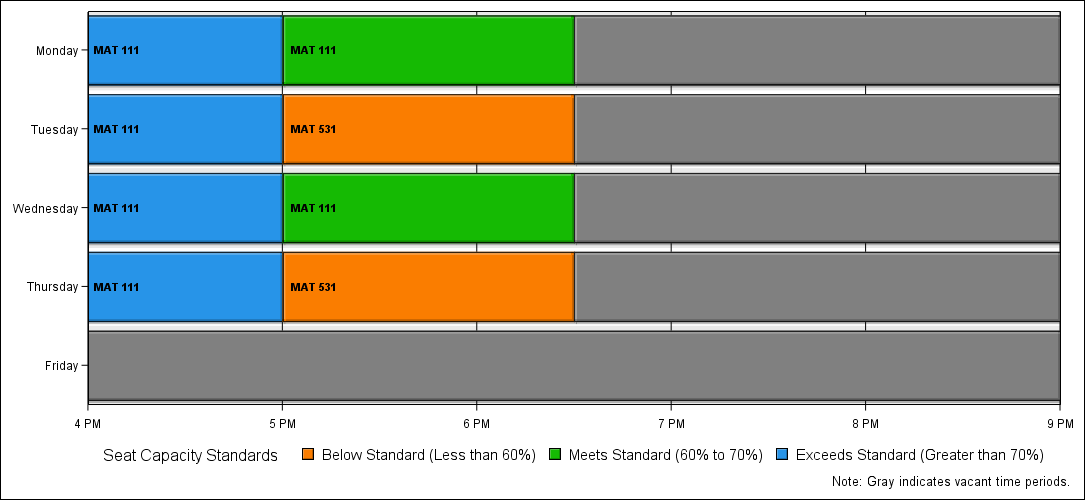 Monday MAT 111 MAT 111
Tuesday MAT 111 MAT 531
Wednesday MAT 111 MAT 111
Thursday MAT 111 MAT 531
Friday
4 PM 5 PM 6 PM 7 PM 8 PM 9 PM
Seat Capacity Standards Below Standard (Less than 60%) Meets Standard (60% to 70%) Exceeds Standard (Greater than 70%)
Note: Gray indicates vacant time periods.